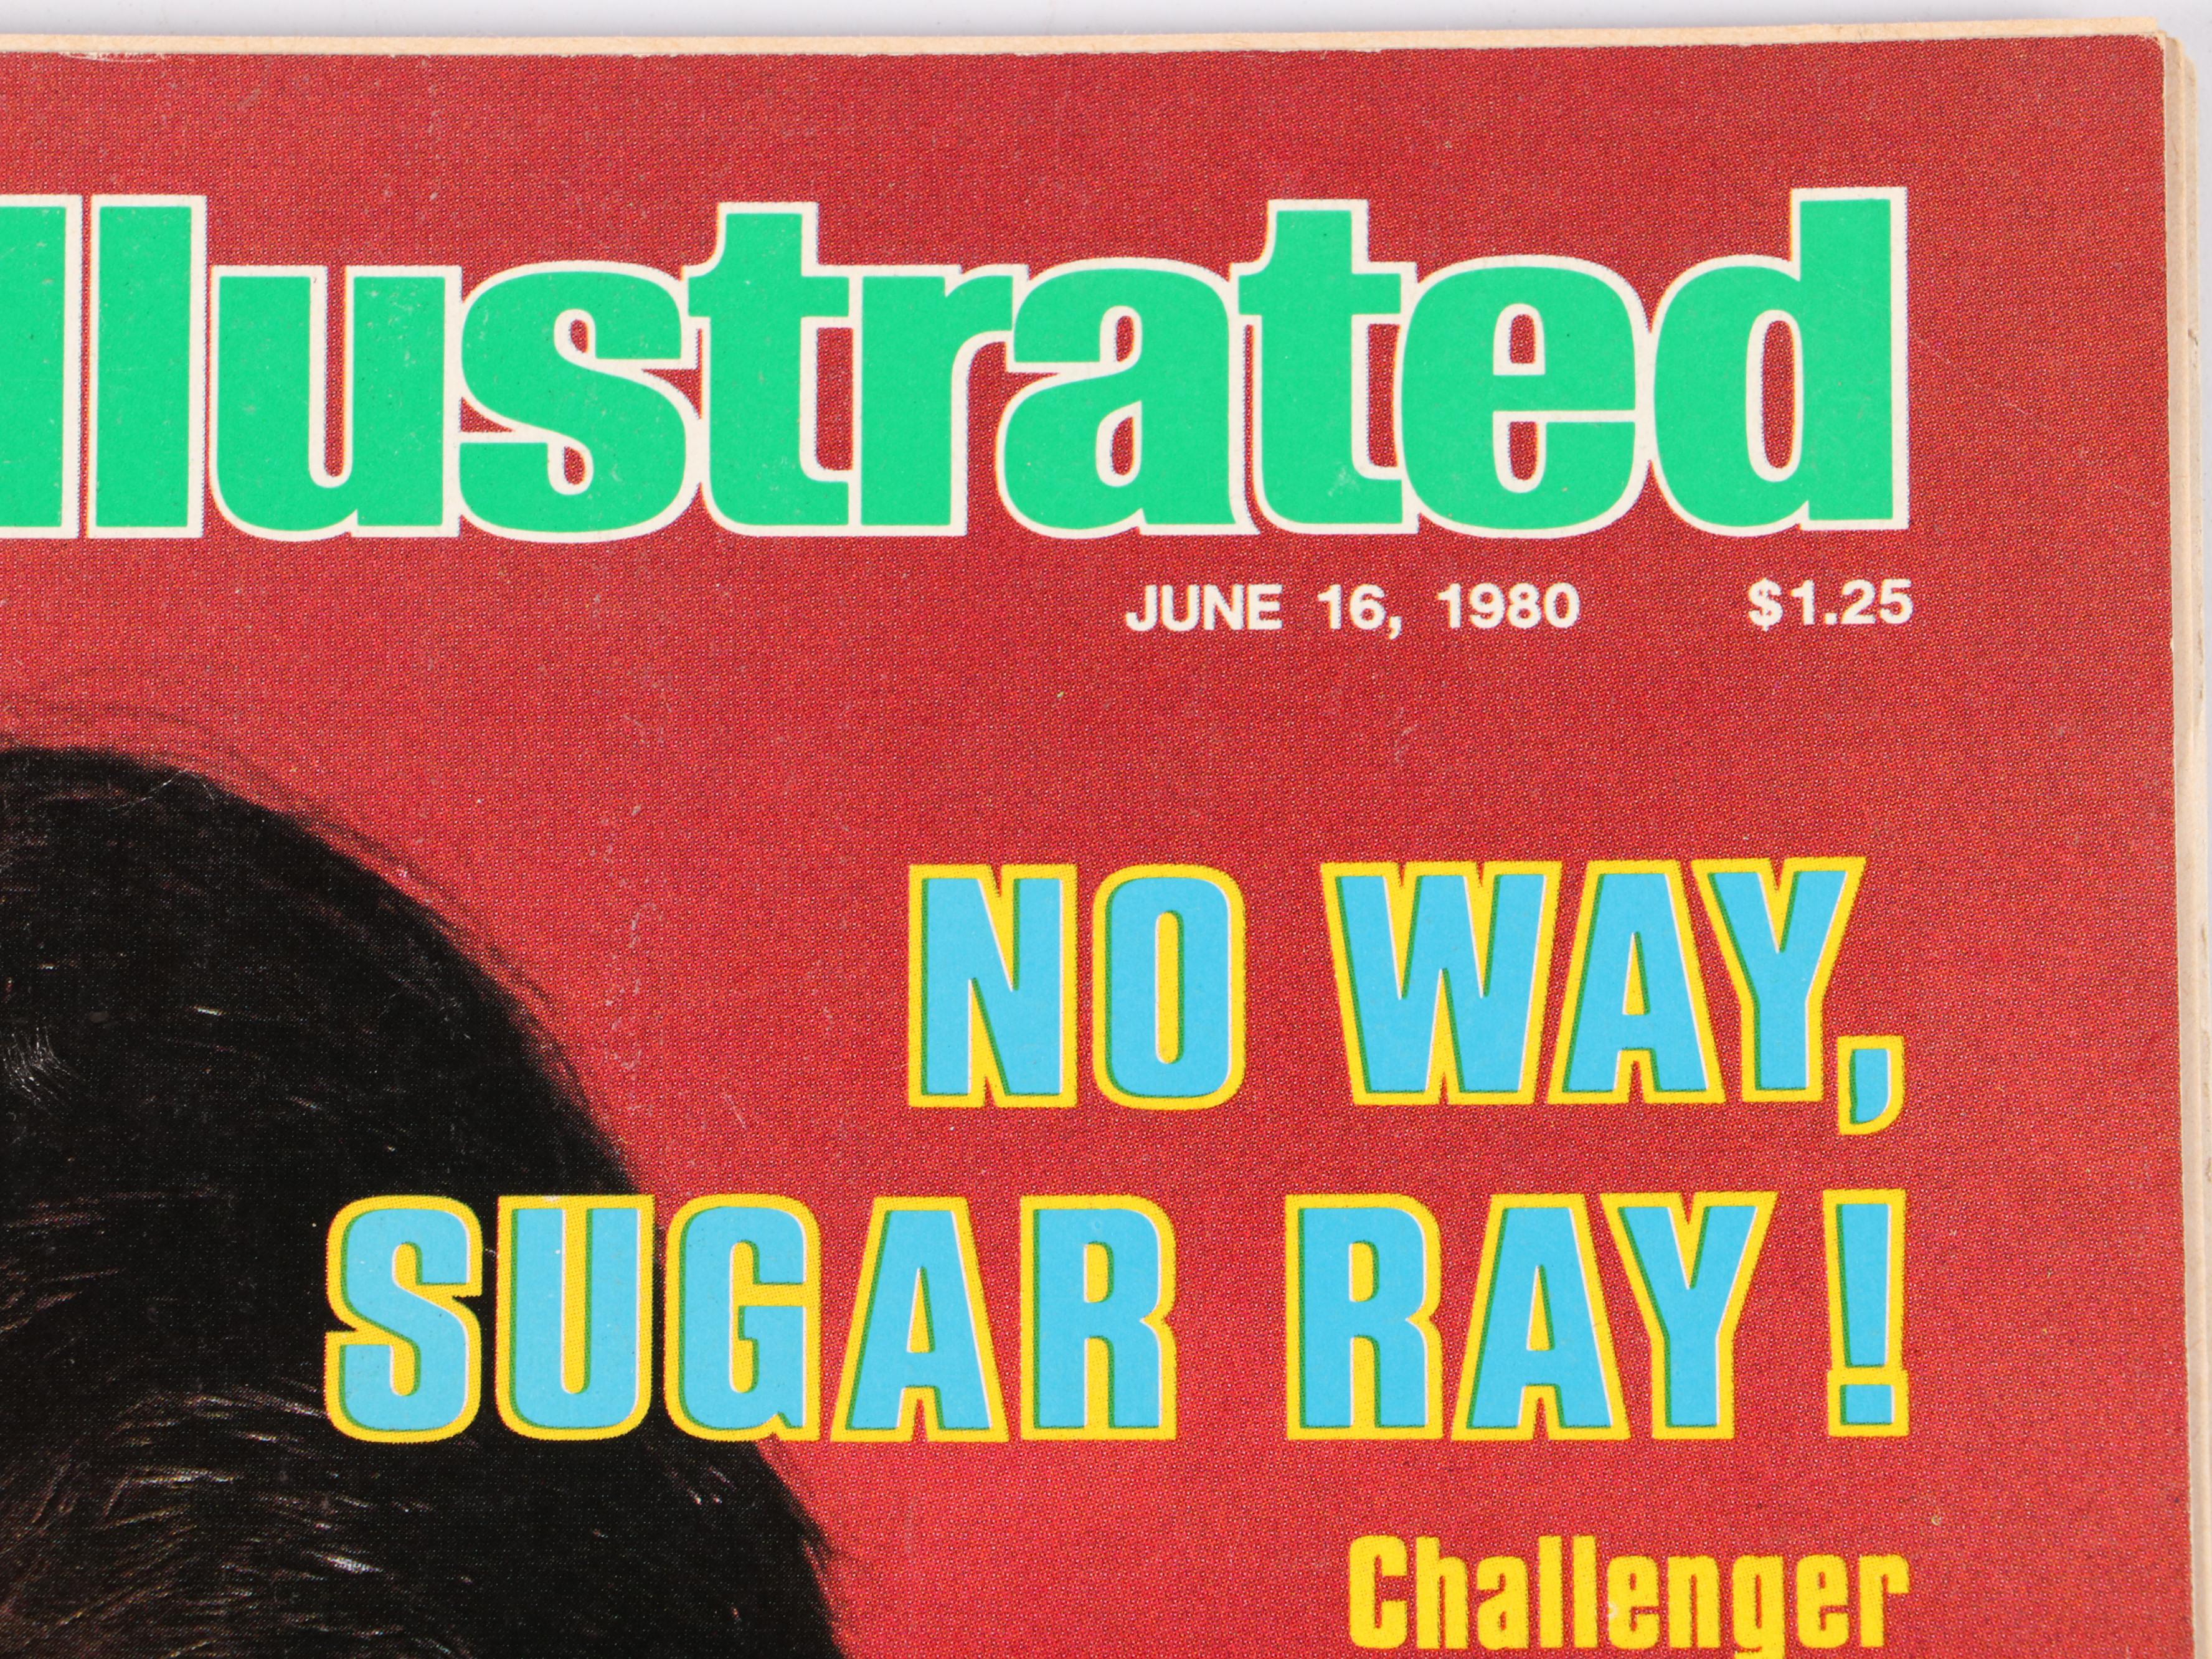 Illustrated
JUNE 16, 1980 $1.25
NO WAY,
SUGAR RAY!
Challenger